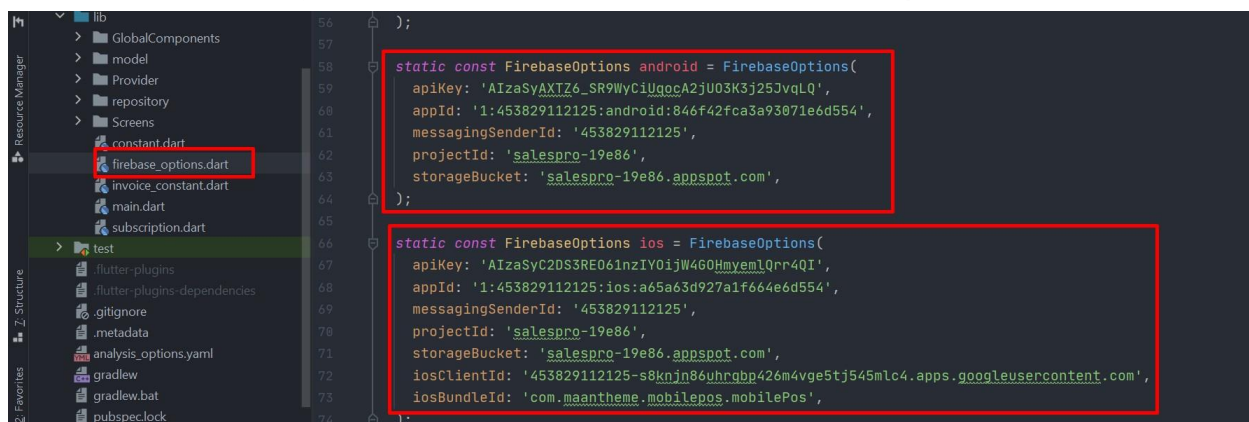 lib
GlobalComponents
model
Provider
repository
Screens
constant.dart
firebase_options.dart
invoice_constant.dart
main.dart
subscription.dart
test
.flutter-plugins
.flutter-plugins-dependencies
.gitignore
.metadata
analysis_options.yaml
gradlew
gradlew.bat
pubspec.lock
Resource Manager
7: Structure
2: Favorites
56 );
57
58 static const FirebaseOptions android = FirebaseOptions(
59 apiKey: 'AIzaSyAXTZ6_SR9WyCiUqocA2jUO3K3j25JvqLQ',
60 appId: '1:453829112125:android:846f42fca3a93071e6d554',
61 messagingSenderId: '453829112125',
62 projectId: 'salespro-19e86',
63 storageBucket: 'salespro-19e86.appspot.com',
64 );
65
66 static const FirebaseOptions ios = FirebaseOptions(
67 apiKey: 'AIzaSyC2DS3REO61nzIYOijW4GOHmyemlQrr4QI',
68 appId: '1:453829112125:ios:a65a63d927a1f664e6d554',
69 messagingSenderId: '453829112125',
70 projectId: 'salespro-19e86',
71 storageBucket: 'salespro-19e86.appspot.com',
72 iosClientId: '453829112125-s8knjn86uhrqbp426m4vge5tj545mlc4.apps.googleusercontent.com',
73 iosBundleId: 'com.maantheme.mobilepos.mobilePos',
74 );